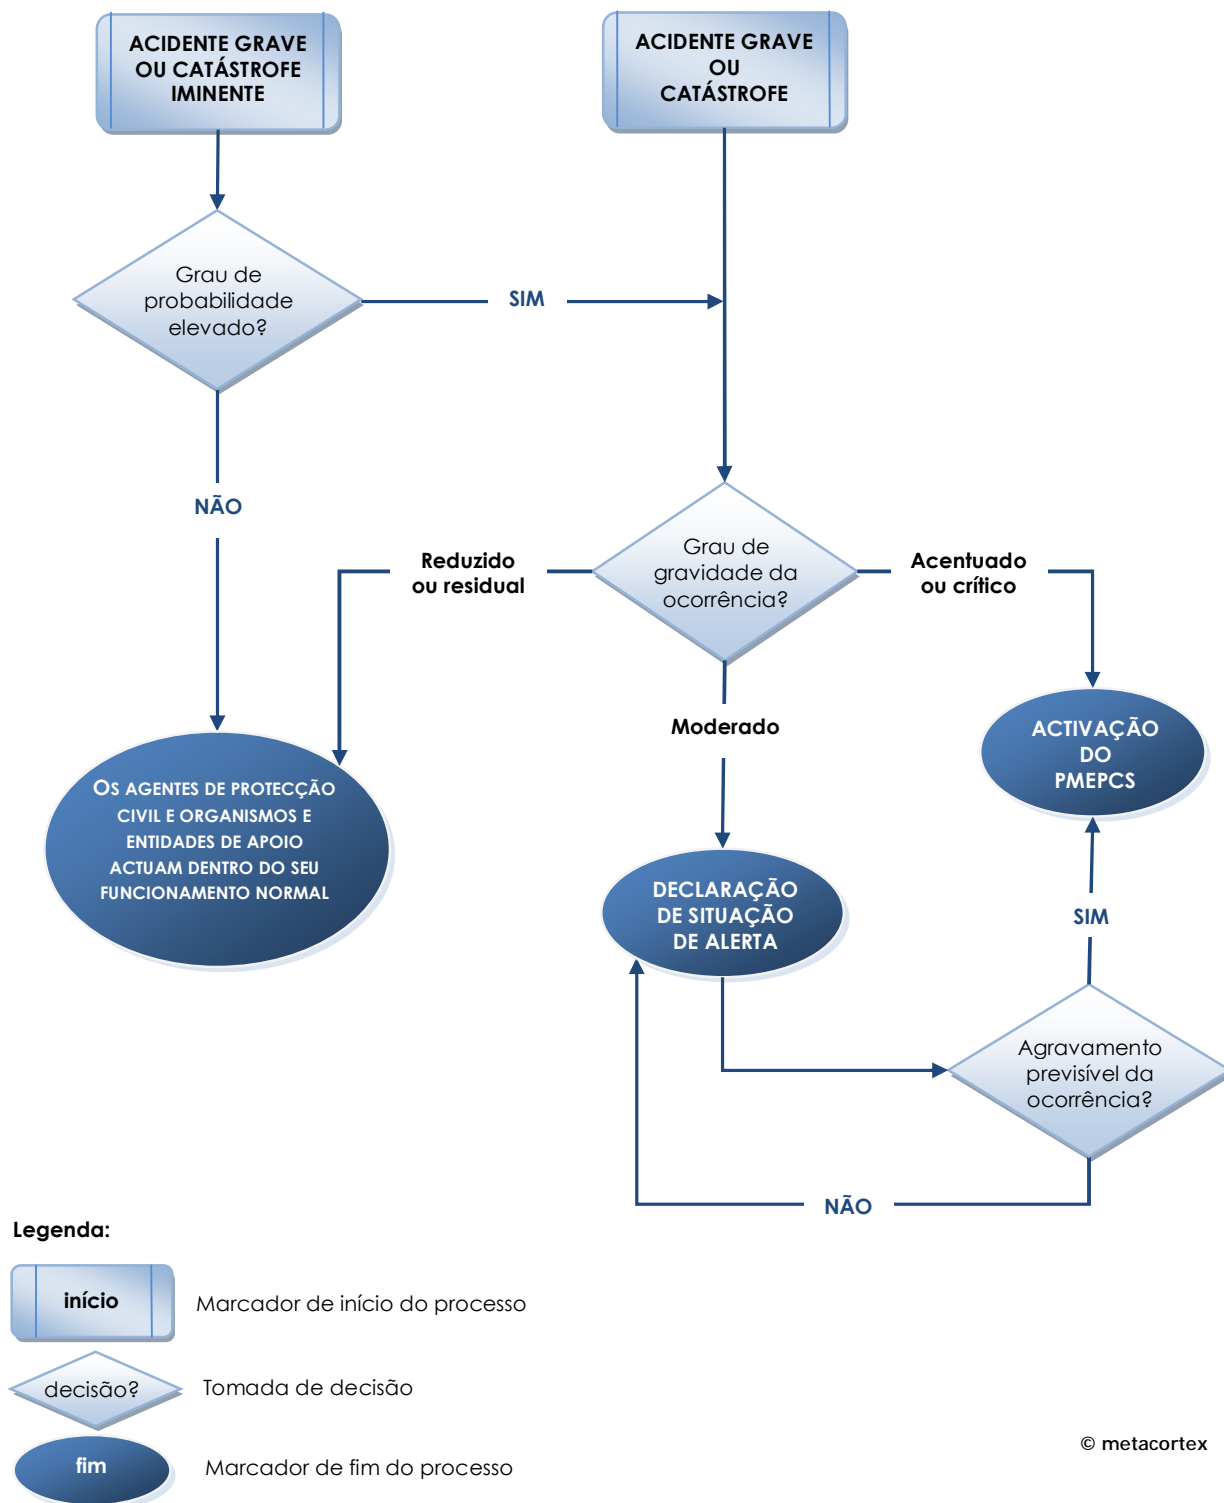 ACIDENTE GRAVE
OU CATÁSTROFE
IMINENTE
ACIDENTE GRAVE
OU
CATÁSTROFE
Grau de
probabilidade
elevado?
SIM
NÃO
Grau de
gravidade da
ocorrência?
Reduzido
ou residual
Acentuado
ou crítico
Moderado
ACTIVAÇÃO
DO
PMEPCS
OS AGENTES DE PROTECÇÃO
CIVIL E ORGANISMOS E
ENTIDADES DE APOIO
ACTUAM DENTRO DO SEU
FUNCIONAMENTO NORMAL
DECLARAÇÃO
DE SITUAÇÃO
DE ALERTA
SIM
Agravamento
previsível da
ocorrência?
NÃO
Legenda:
início
Marcador de início do processo
decisão?
Tomada de decisão
fim
Marcador de fim do processo
© metacortex